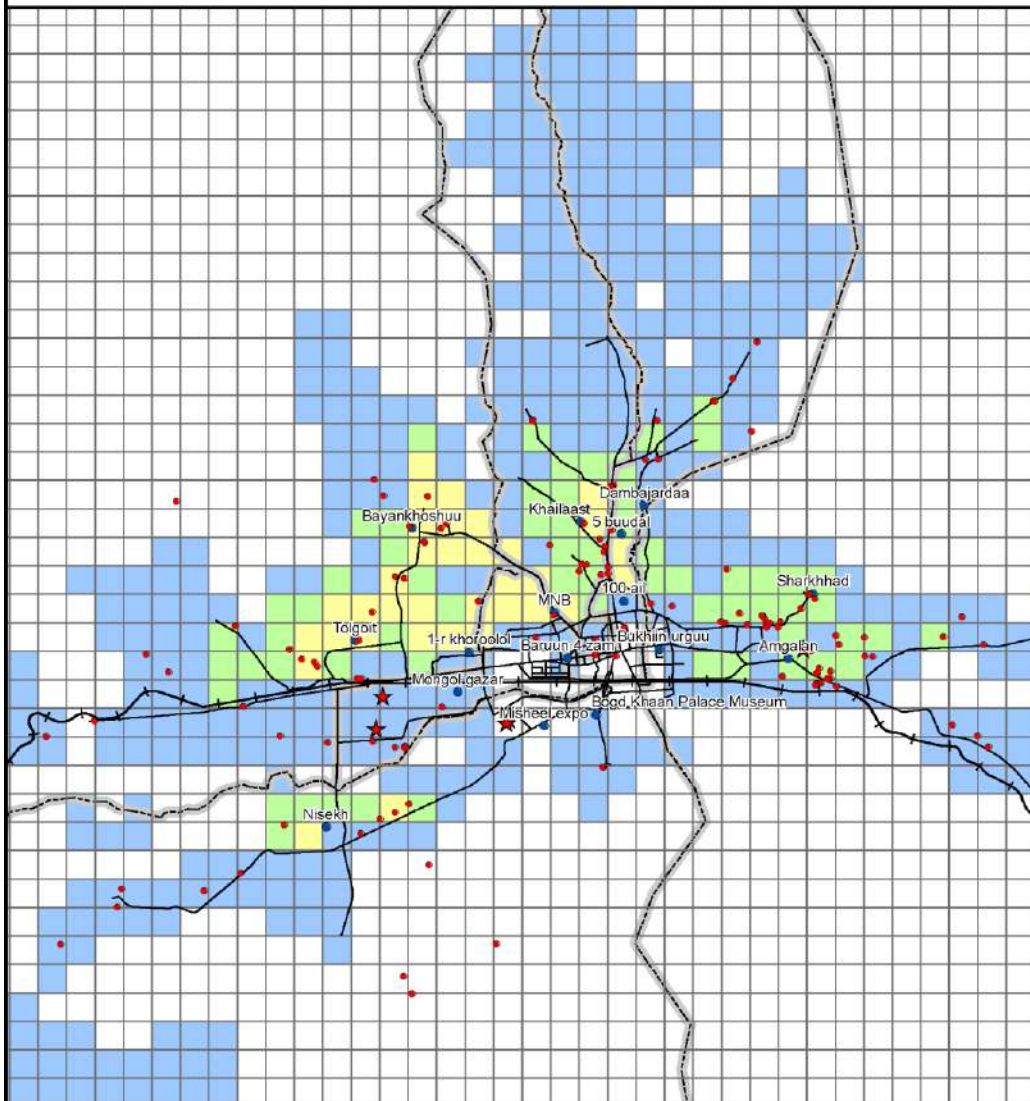 Dambajardaa
Khailaast
5 buudal
Bayankhoshuu
Sharkhhad
100 ail
MNB
Tolgoit
1-r khoroolol
Baruun 4 zam
Bukhiin urguu
Amgalan
Mongol gazar
Bogd Khaan Palace Museum
Misheel expo
Nisekh